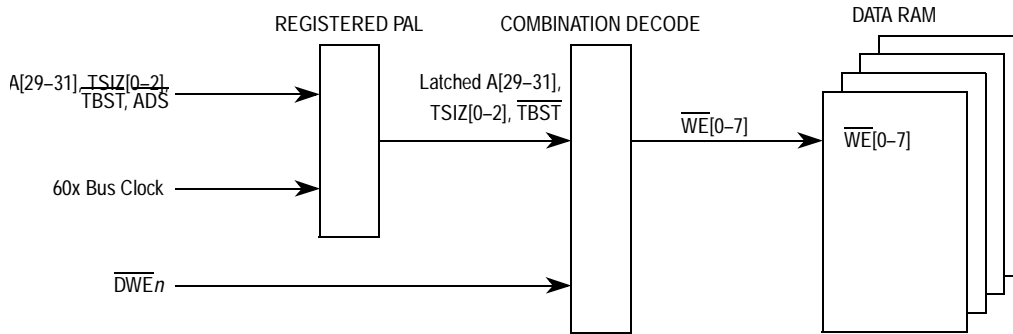 REGISTERED PAL
COMBINATION DECODE
DATA RAM
A[29–31], TSIZ[0–2],
TBST, ADS
Latched A[29–31],
TSIZ[0–2], TBST
WE[0–7]
WE[0–7]
60x Bus Clock
DWEn